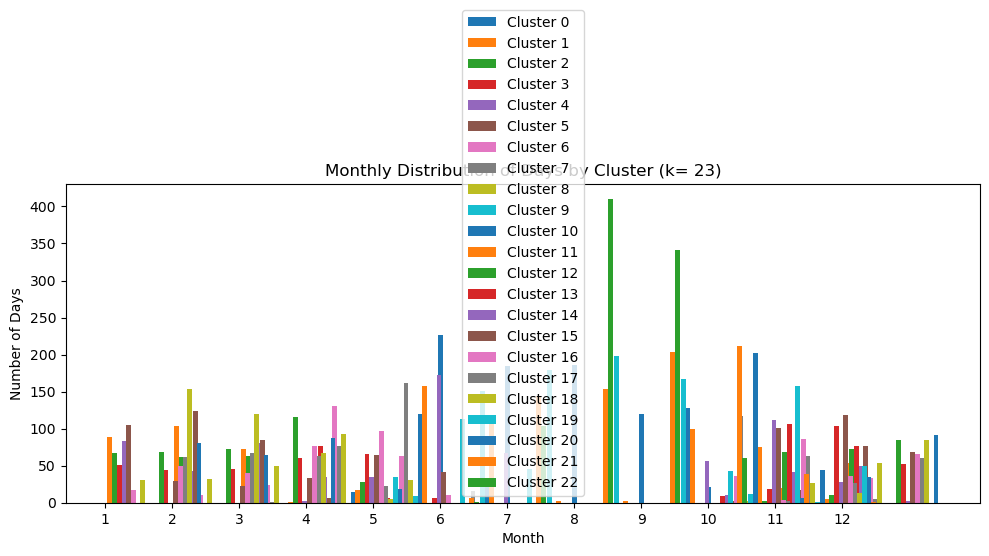 Monthly Distribution of Days by Cluster (k= 23)
Cluster 0
Cluster 1
Cluster 2
Cluster 3
Cluster 4
Cluster 5
Cluster 6
Cluster 7
Cluster 8
Cluster 9
Cluster 10
Cluster 11
Cluster 12
Cluster 13
Cluster 14
Cluster 15
Cluster 16
Cluster 17
Cluster 18
Cluster 19
Cluster 20
Cluster 21
Cluster 22
Number of Days
400
350
300
250
200
150
100
50
0
1 2 3 4 5 6 7 8 9 10 11 12
Month